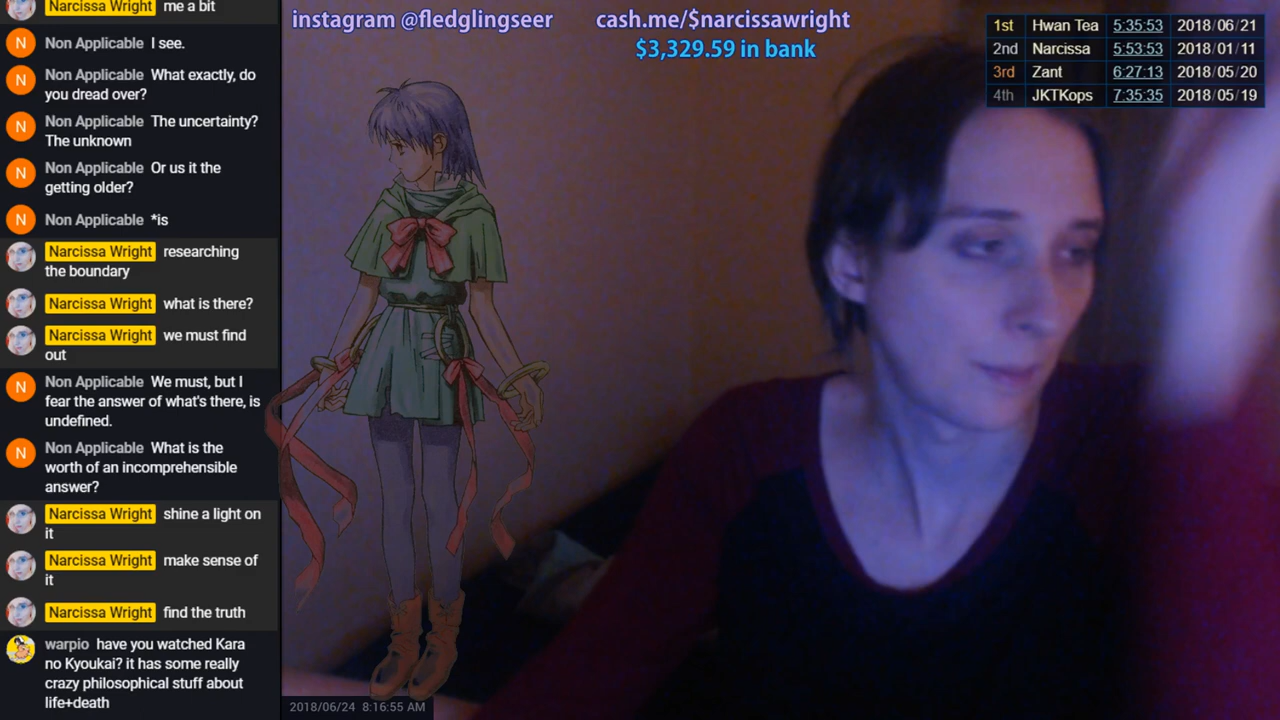 Narcissa Wright me a bit
N Non Applicable I see.
N Non Applicable What exactly, do
you dread over?
N Non Applicable The uncertainty?
The unknown
N Non Applicable Or us it the
getting older?
N Non Applicable *is
Narcissa Wright researching
the boundary
Narcissa Wright what is there?
Narcissa Wright we must find
out
N Non Applicable We must, but I
fear the answer of what's there, is
undefined.
N Non Applicable What is the
worth of an incomprehensible
answer?
Narcissa Wright shine a light on
it
Narcissa Wright make sense of
it
Narcissa Wright find the truth
warpio have you watched Kara
no Kyoukai? it has some really
crazy philosophical stuff about
life+death
instagram @fledglingseer cash.me/$narcissawright
$3,329.59 in bank
1st Hwan Tea 5:35:53 2018/06/21
2nd Narcissa 5:53:53 2018/01/11
3rd Zant 6:27:13 2018/05/20
4th JKTKops 7:35:35 2018/05/19
2018/06/24 8:16:55 AM